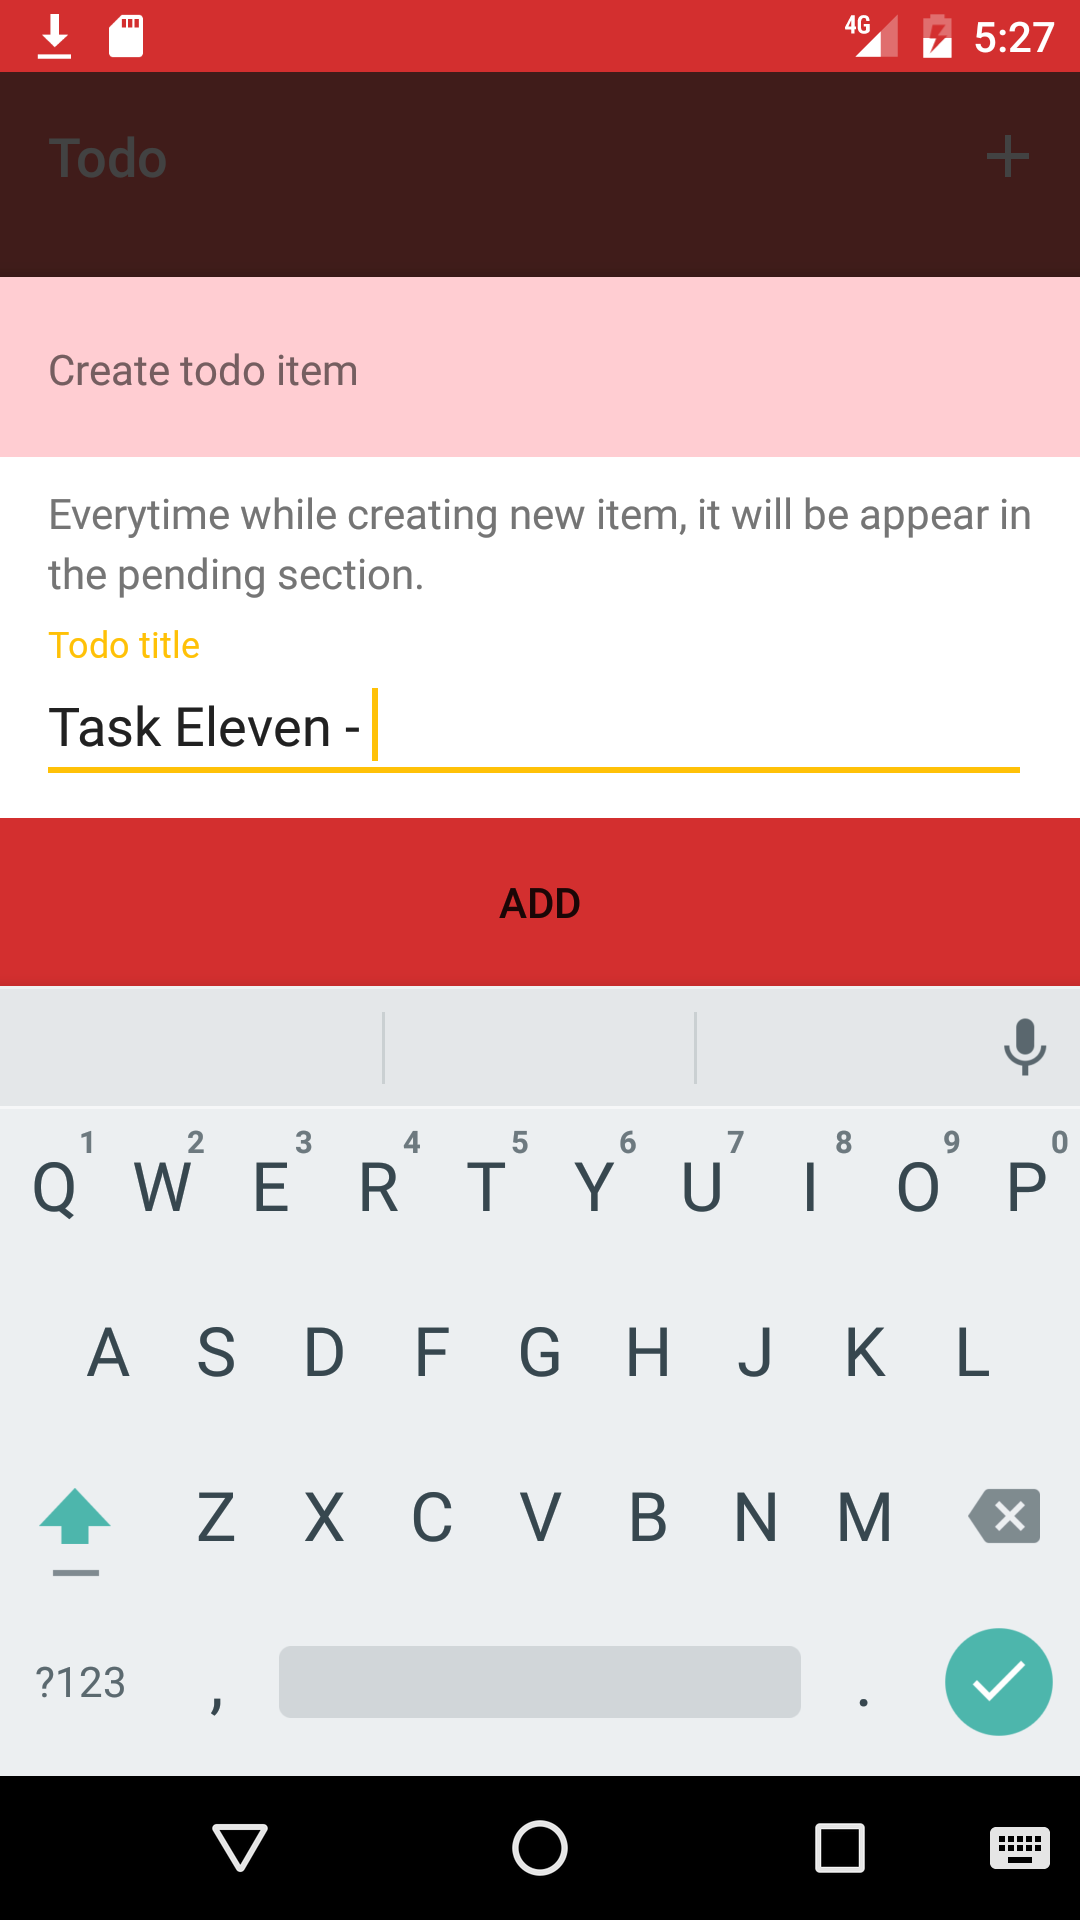 4G 5:27
Todo
Create todo item
Everytime while creating new item, it will be appear in
the pending section.
Todo title
Task Eleven -
ADD
1 2 3 4 5 6 7 8 9 0
Q W E R T Y U I O P
A S D F G H J K L
Z X C V B N M
?123 , .